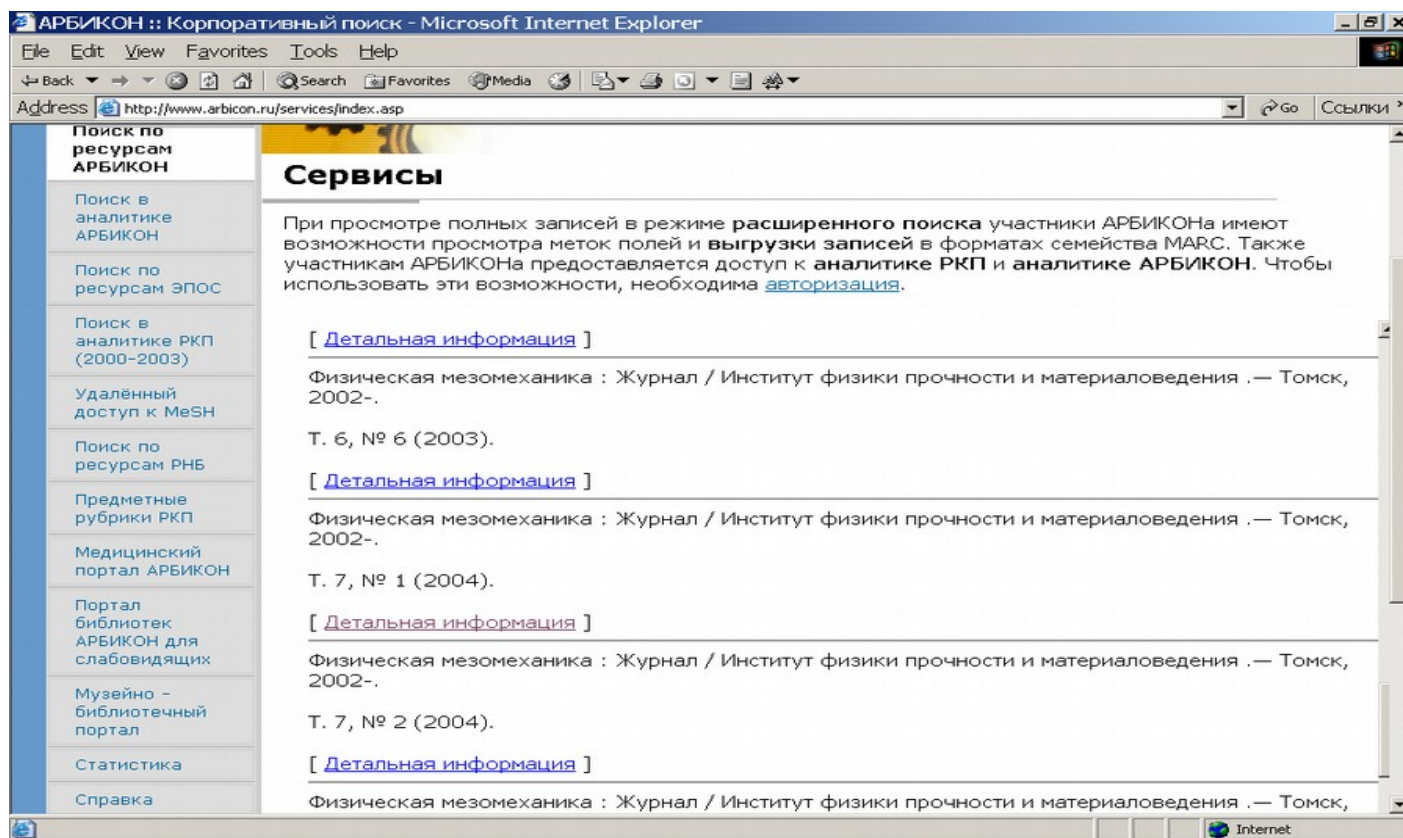 АРБИКОН :: Корпоративный поиск - Microsoft Internet Explorer
File Edit View Favorites Tools Help
Back Search Favorites Media
Address http://www.arbicon.ru/services/index.asp Go Ссылки »
Поиск по
ресурсам
АРБИКОН
Поиск в
аналитике
АРБИКОН
Поиск по
ресурсам ЭПОС
Поиск в
аналитике РКП
(2000-2003)
Удалённый
доступ к MeSH
Поиск по
ресурсам РНБ
Предметные
рубрики РКП
Медицинский
портал АРБИКОН
Портал
библиотек
АРБИКОН для
слабовидящих
Музейно -
библиотечный
портал
Статистика
Справка
Сервисы
При просмотре полных записей в режиме расширенного поиска участники АРБИКОНа имеют
возможности просмотра меток полей и выгрузки записей в форматах семейства MARC. Также
участникам АРБИКОНа предоставляется доступ к аналитике РКП и аналитике АРБИКОН. Чтобы
использовать эти возможности, необходима авторизация.
[ Детальная информация ]
Физическая мезомеханика : Журнал / Институт физики прочности и материаловедения .— Томск,
2002-.
Т. 6, № 6 (2003).
[ Детальная информация ]
Физическая мезомеханика : Журнал / Институт физики прочности и материаловедения .— Томск,
2002-.
Т. 7, № 1 (2004).
[ Детальная информация ]
Физическая мезомеханика : Журнал / Институт физики прочности и материаловедения .— Томск,
2002-.
Т. 7, № 2 (2004).
[ Детальная информация ]
Физическая мезомеханика : Журнал / Институт физики прочности и материаловедения .— Томск,
Internet